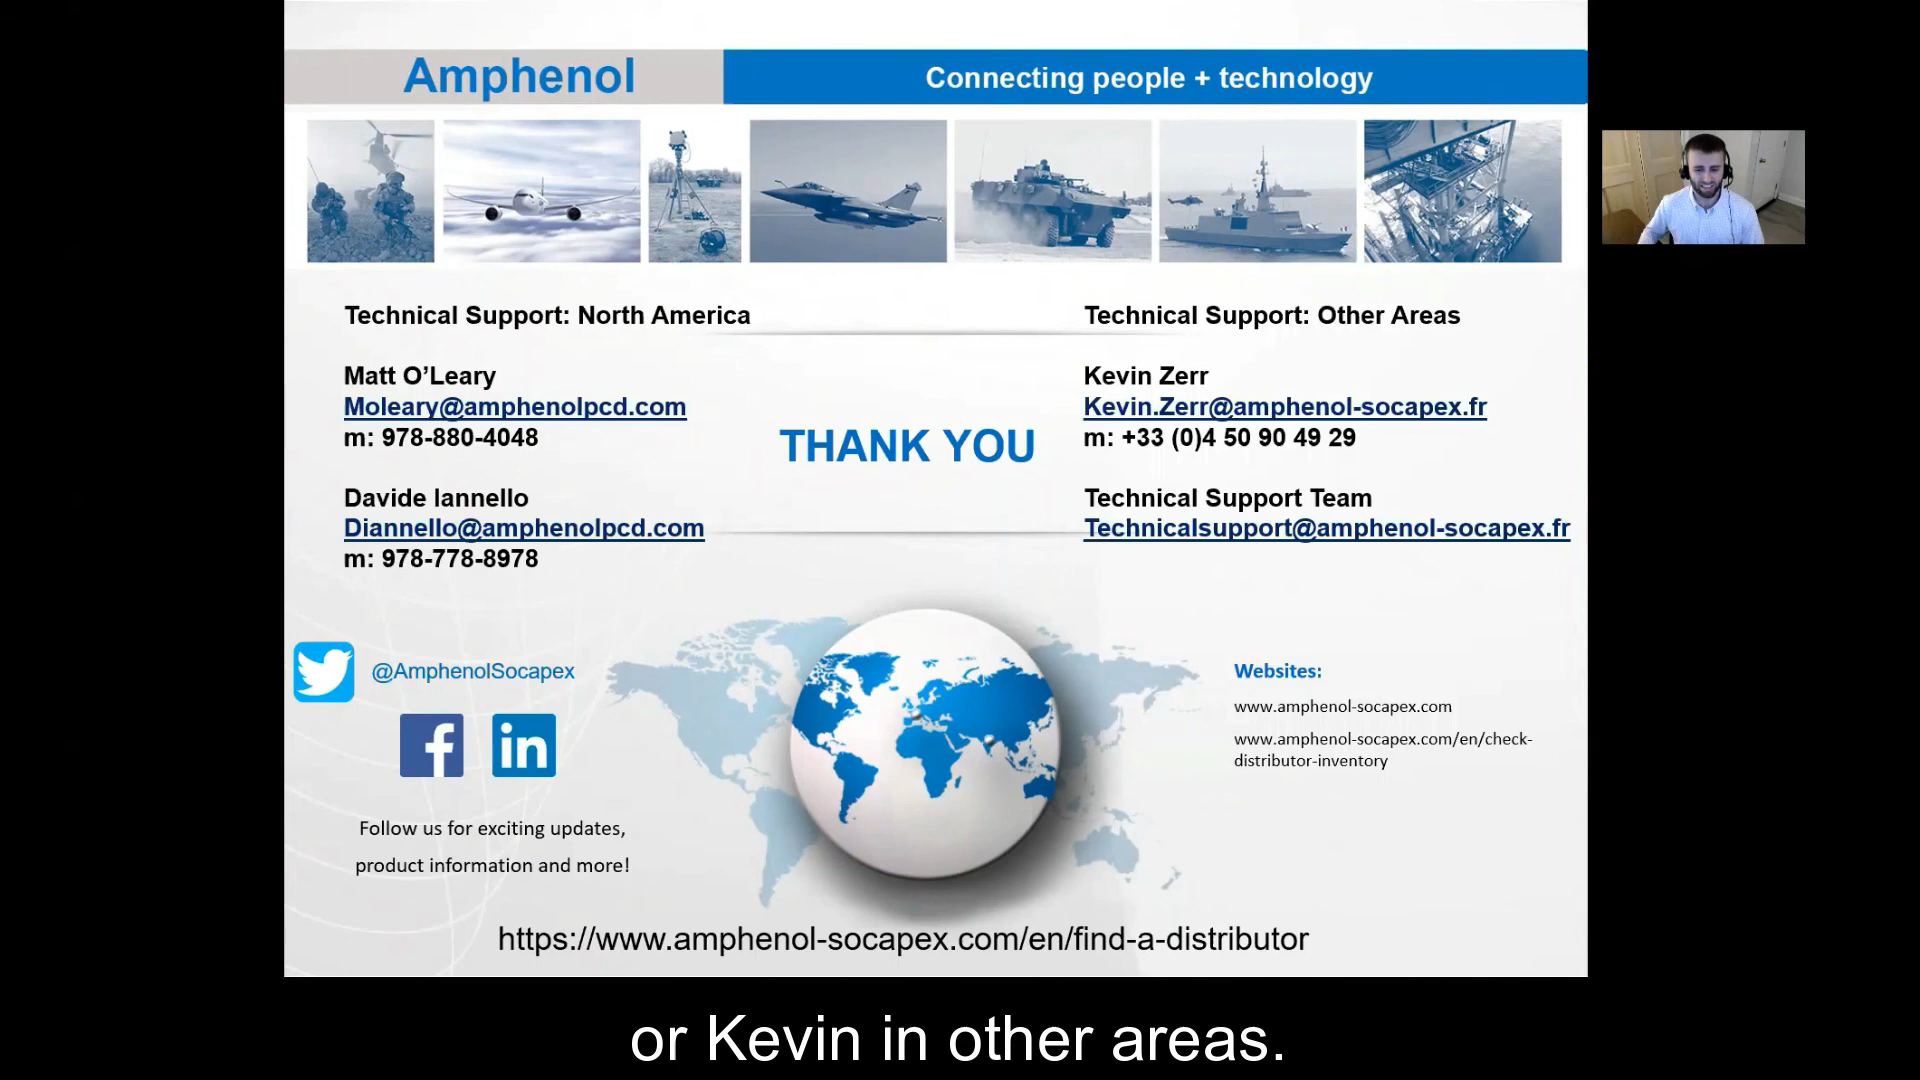 Amphenol
Connecting people + technology
Technical Support: North America
Matt O’Leary
Moleary@amphenolpcd.com
m: 978-880-4048
Davide Iannello
Diannello@amphenolpcd.com
m: 978-778-8978
THANK YOU
Technical Support: Other Areas
Kevin Zerr
Kevin.Zerr@amphenol-socapex.fr
m: +33 (0)4 50 90 49 29
Technical Support Team
Technicalsupport@amphenol-socapex.fr
@AmphenolSocapex
f
in
Follow us for exciting updates,
product information and more!
Websites:
www.amphenol-socapex.com
www.amphenol-socapex.com/en/check-
distributor-inventory
https://www.amphenol-socapex.com/en/find-a-distributor
or Kevin in other areas.